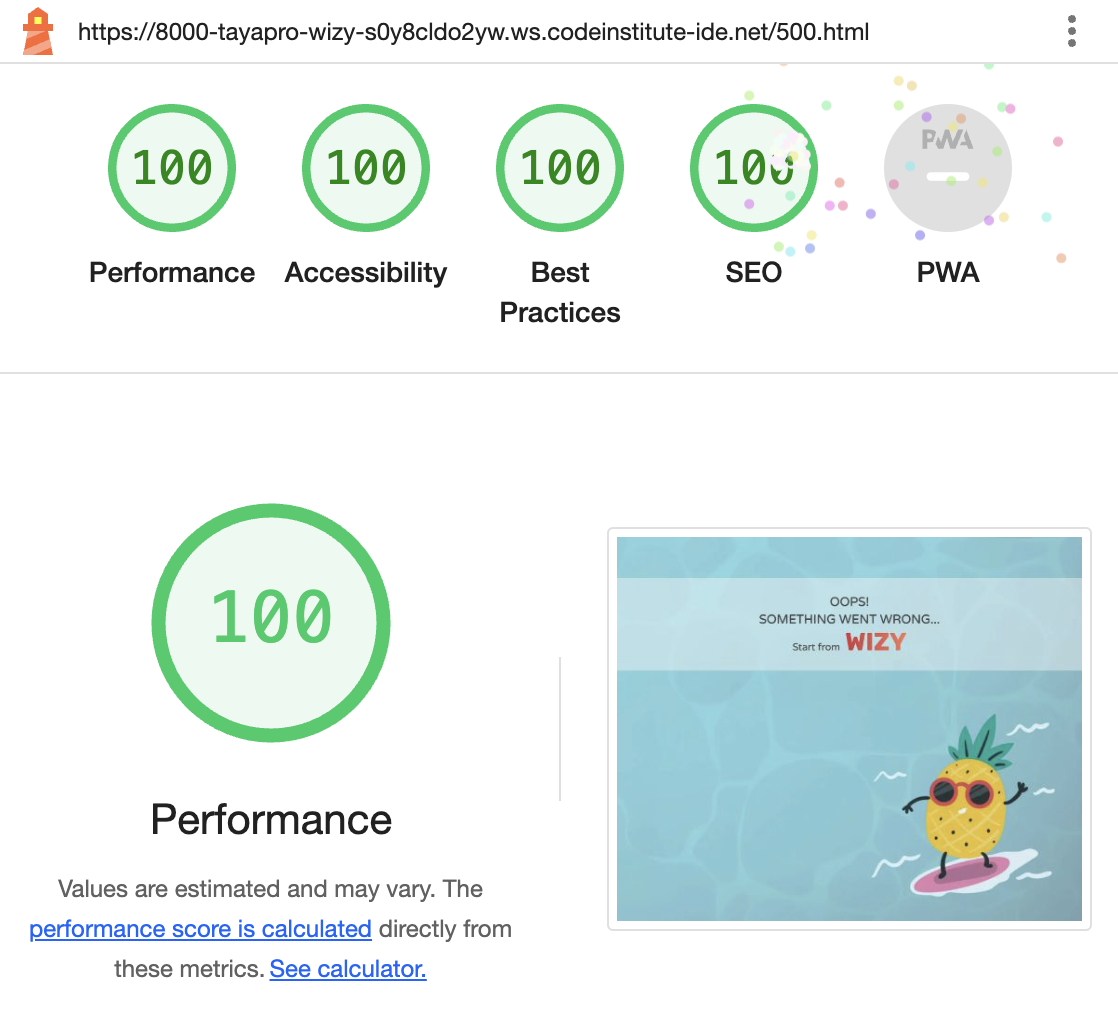 https://8000-tayapro-wizy-s0y8cldo2yw.ws.codeinstitute-ide.net/500.html
100 100 100 100 PWA
Performance Accessibility Best Practices SEO PWA
100
Performance
Values are estimated and may vary. The
performance score is calculated directly from
these metrics. See calculator.
OOPS!
SOMETHING WENT WRONG...
Start from WIZY